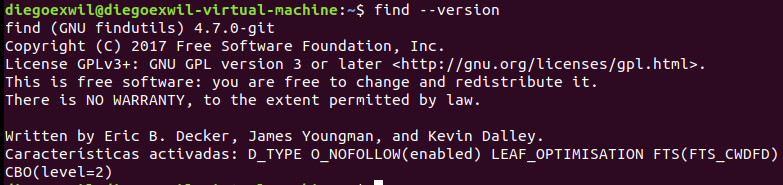 diegoexwil@diegoexwil-virtual-machine:~$ find --version
find (GNU findutils) 4.7.0-git
Copyright (C) 2017 Free Software Foundation, Inc.
License GPLv3+: GNU GPL version 3 or later <http://gnu.org/licenses/gpl.html>.
This is free software: you are free to change and redistribute it.
There is NO WARRANTY, to the extent permitted by law.

Written by Eric B. Decker, James Youngman, and Kevin Dalley.
Características activadas: D_TYPE O_NOFOLLOW(enabled) LEAF_OPTIMISATION FTS(FTS_CWDFD)
CBO(level=2)